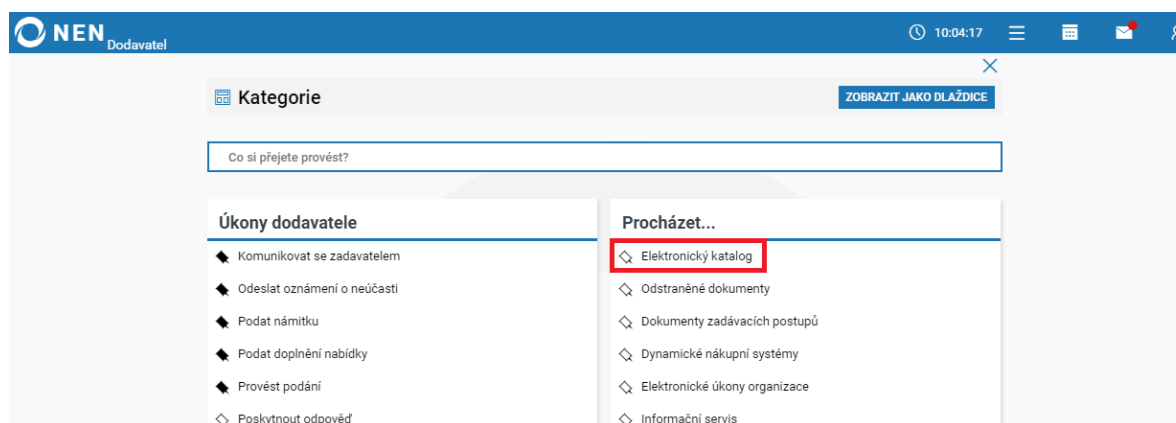 NEN Dodavatel
10:04:17
Kategorie
ZOBRAZIT JAKO DLAŽDICE
Co si přejete provést?
Úkony dodavatele
Komunikovat se zadavatelem
Odeslat oznámení o neúčasti
Podat námitku
Podat doplnění nabídky
Provést podání
Poskytnout odpověď
Procházet...
Elektronický katalog
Odstraněné dokumenty
Dokumenty zadávacích postupů
Dynamické nákupní systémy
Elektronické úkony organizace
Informační servis